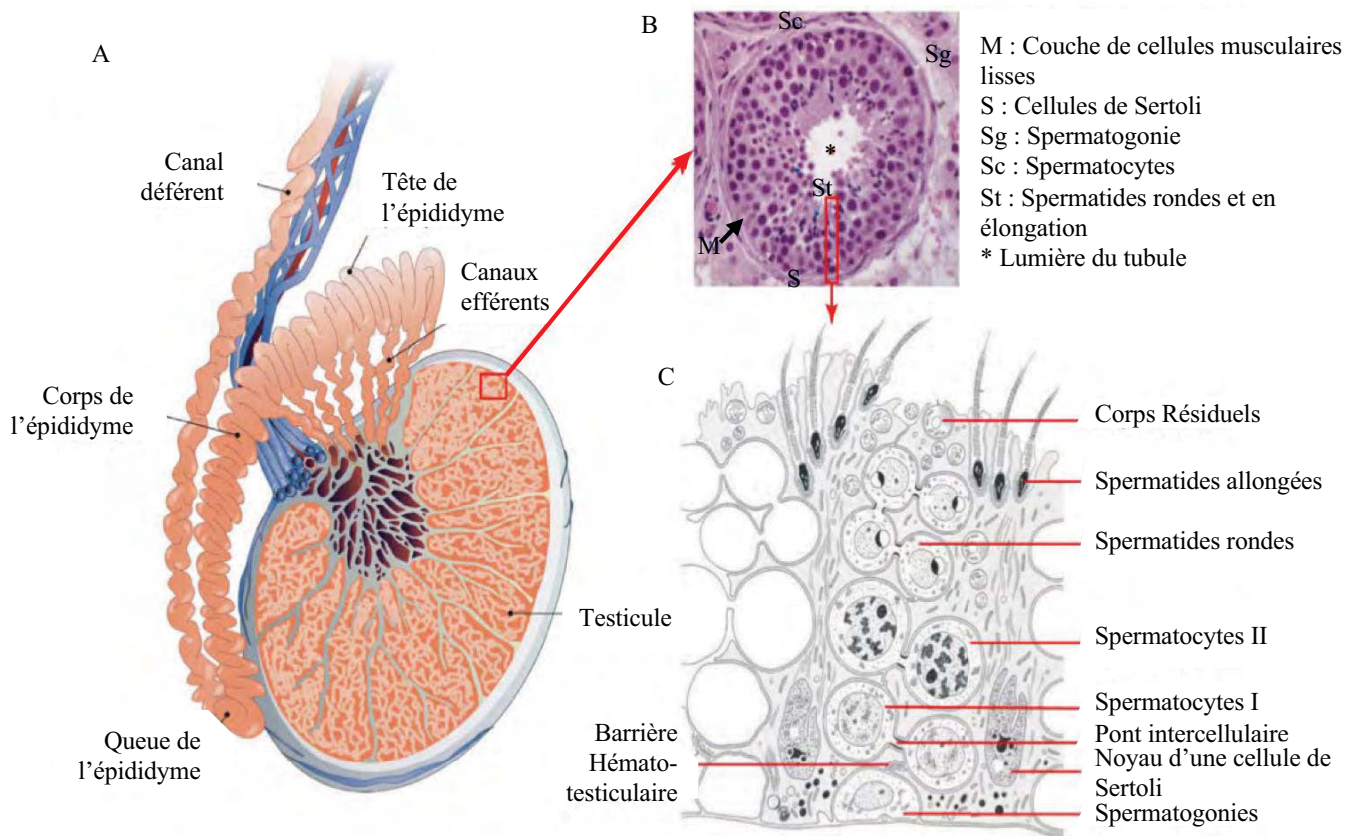 A
Canal
déférent
Tête de
l’épididyme
Canaux
efférents
Corps de
l’épididyme
Testicule
Queue de
l’épididyme
B
Sc
Sg
St
*
M
S
M : Couche de cellules musculaires
lisses
S : Cellules de Sertoli
Sg : Spermatogonie
Sc : Spermatocytes
St : Spermatides rondes et en
élongation
* Lumière du tubule
C
Corps Résiduels
Spermatides allongées
Spermatides rondes
Spermatocytes II
Spermatocytes I
Pont intercellulaire
Noyau d’une cellule de
Sertoli
Spermatogonies
Barrière
Hémato-
testiculaire